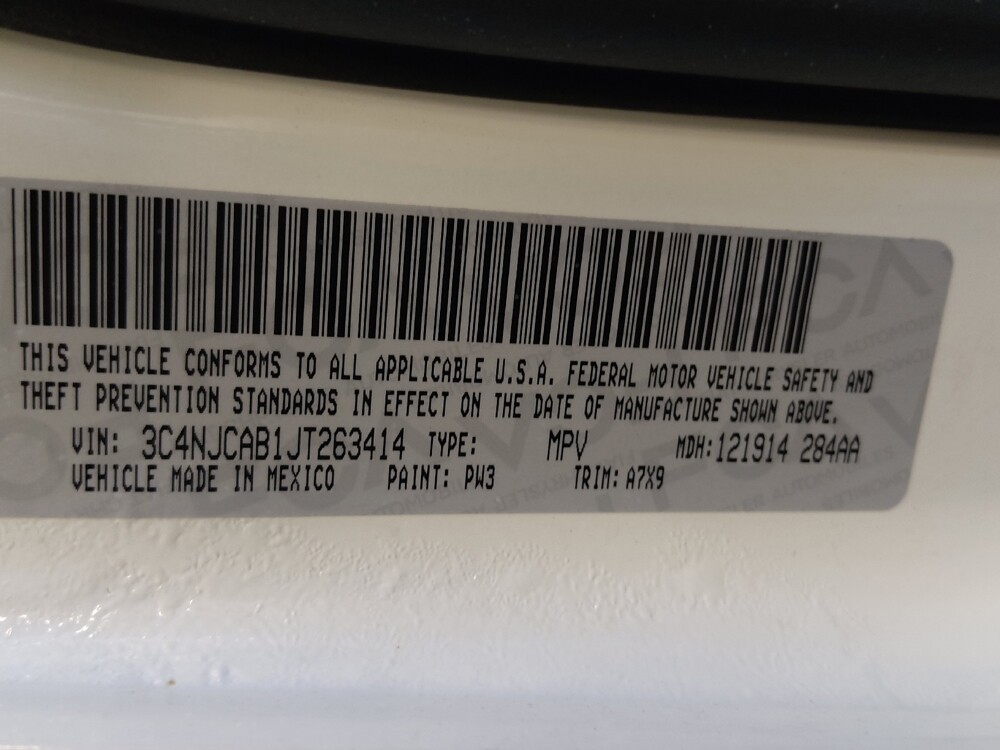 THIS VEHICLE CONFORMS TO ALL APPLICABLE U.S.A. FEDERAL MOTOR VEHICLE SAFETY AND
THEFT PREVENTION STANDARDS IN EFFECT ON THE DATE OF MANUFACTURE SHOWN ABOVE.
VIN: 3C4NJCAB1JT263414 TYPE: MPV MDH:121914 284AA
VEHICLE MADE IN MEXICO PAINT: PW3 TRIM: A7X9